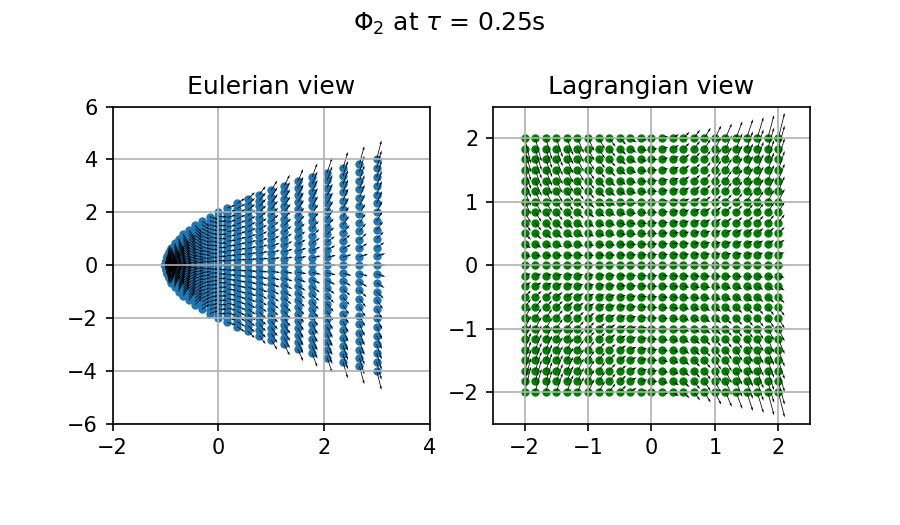 Φ₂ at τ = 0.25s
Eulerian view
Lagrangian view
6
4
2
0
−2
−4
−6
−2 0 2 4
2
1
0
−1
−2
−2 −1 0 1 2